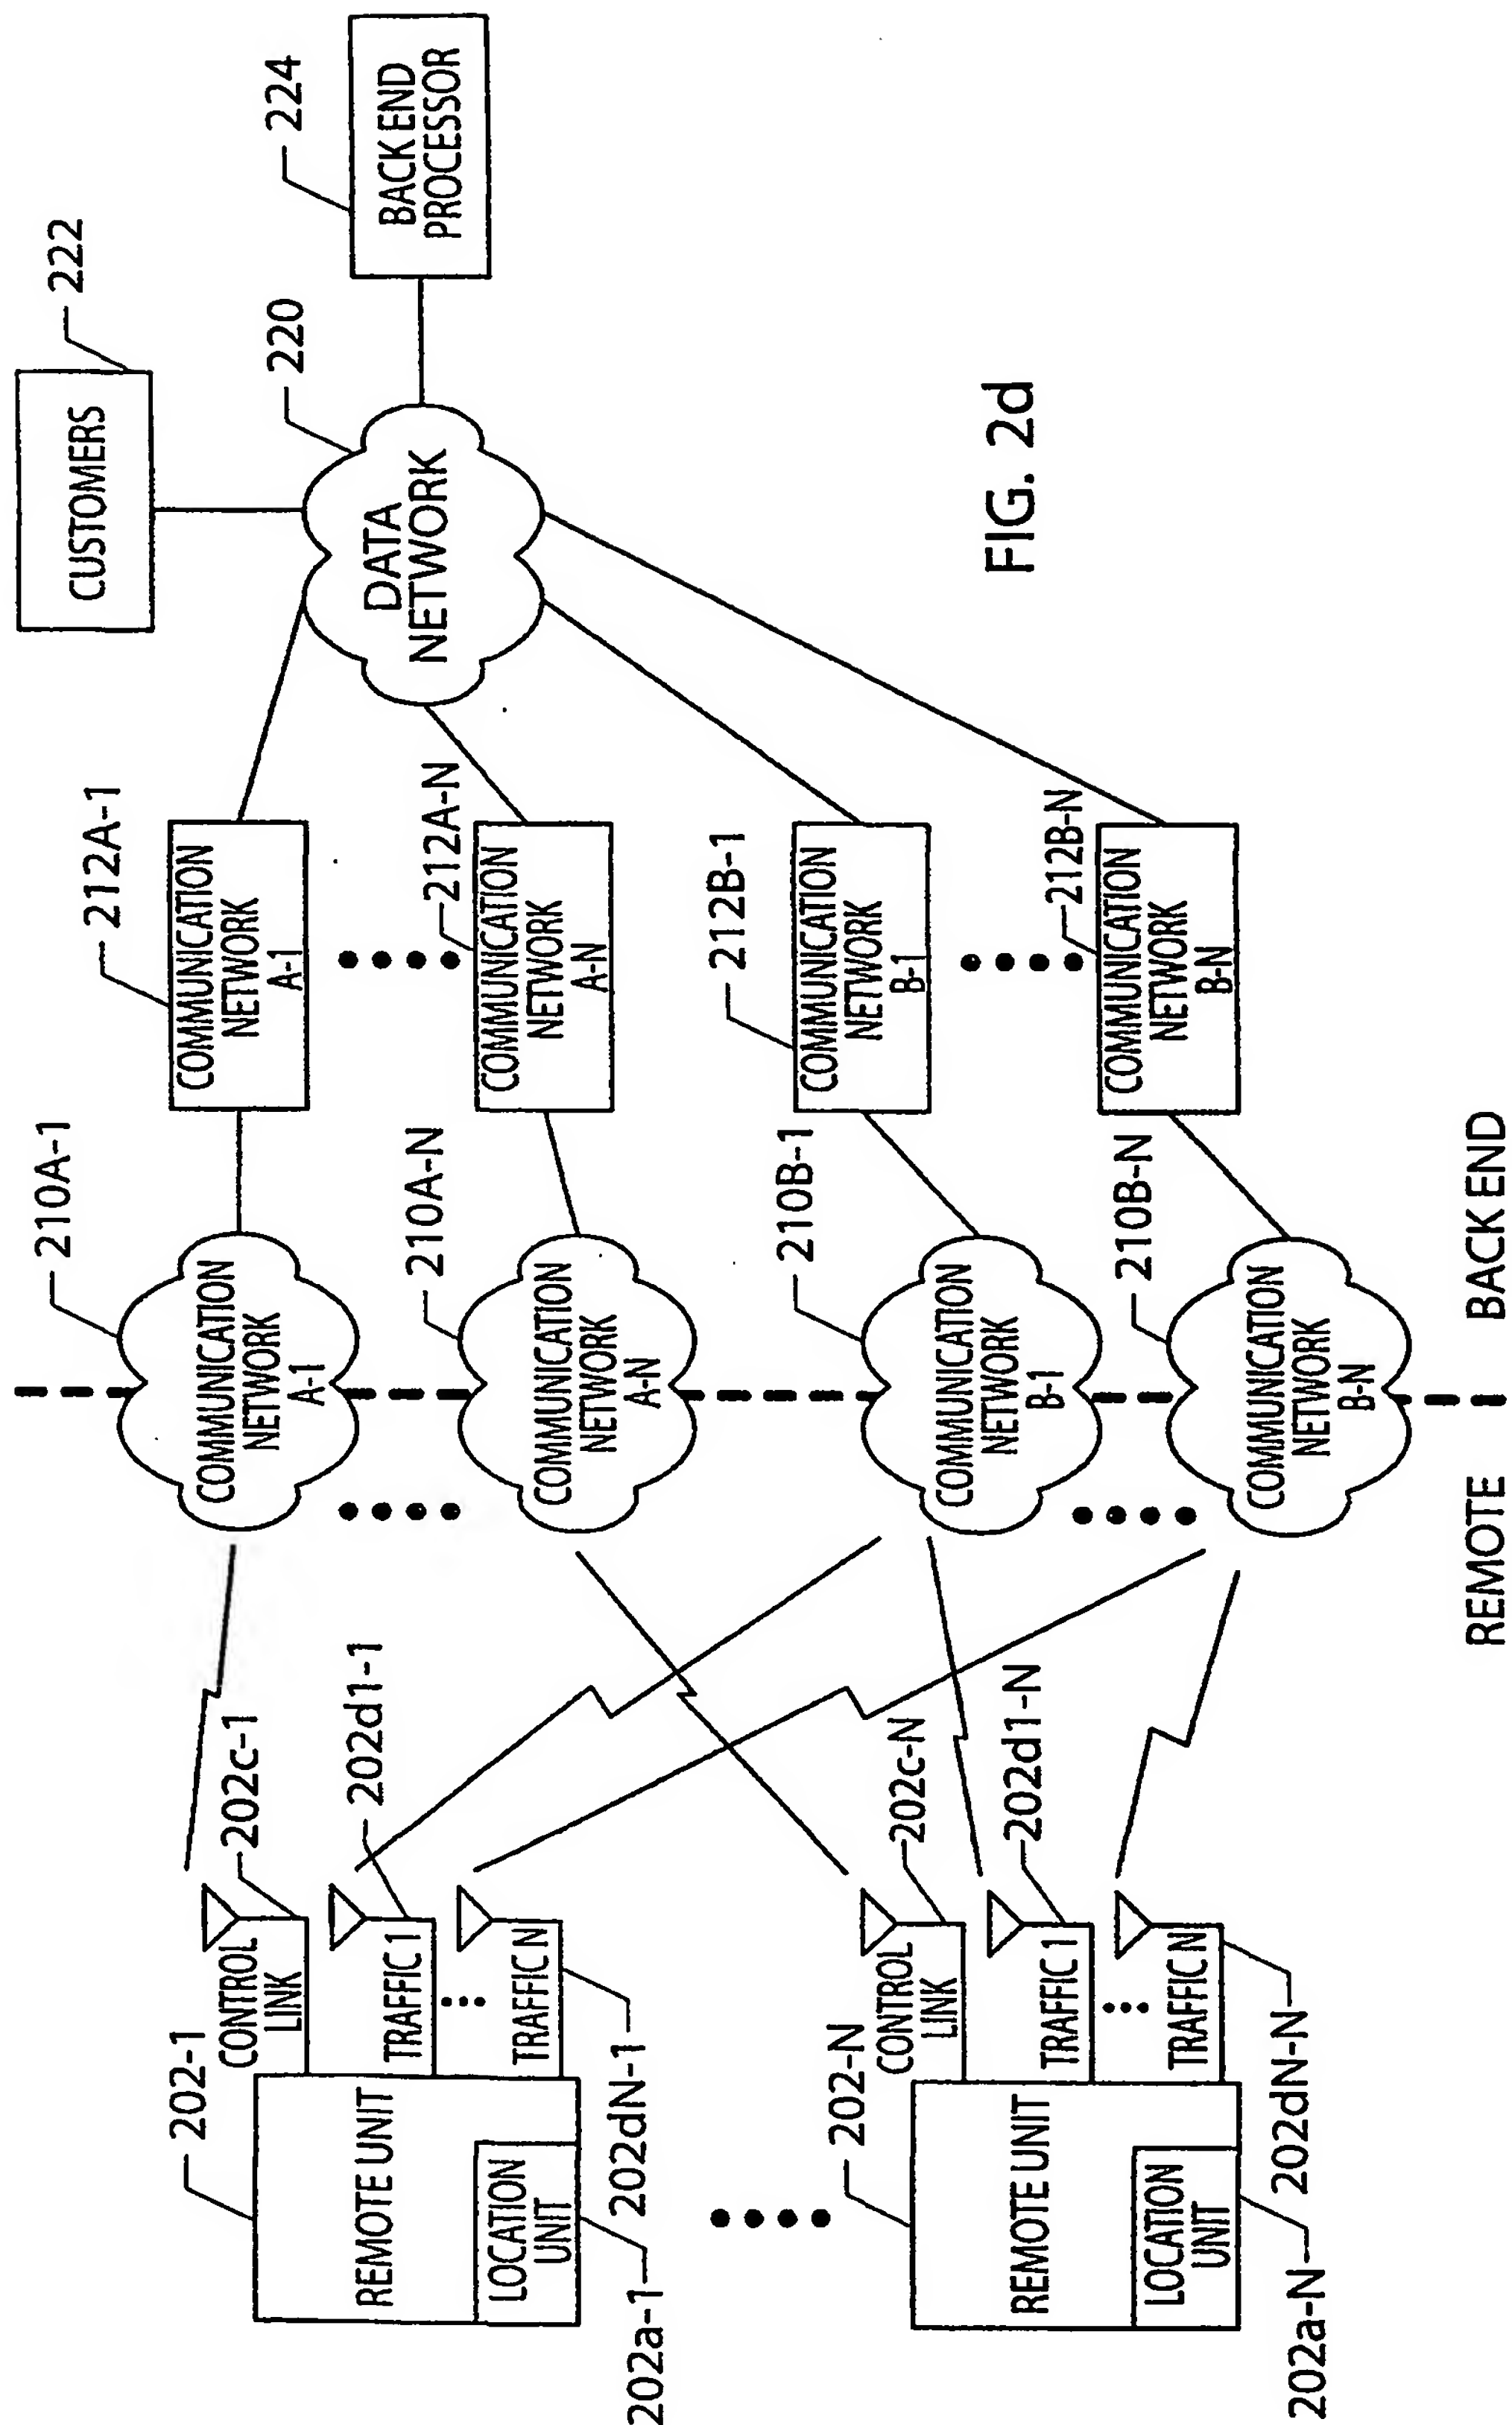 202-1
CONTROL
LINK
202c-1
TRAFFIC 1
202d1-1
TRAFFIC N
202dN-1
REMOTE UNIT
LOCATION
UNIT
202a-1
202-N
CONTROL
LINK
202c-N
TRAFFIC 1
202d1-N
TRAFFIC N
202dN-N
REMOTE UNIT
LOCATION
UNIT
202a-N
210A-1
COMMUNICATION
NETWORK
A-1
210A-N
COMMUNICATION
NETWORK
A-N
210B-1
COMMUNICATION
NETWORK
B-1
210B-N
COMMUNICATION
NETWORK
B-N
REMOTE
BACK END
212A-1
COMMUNICATION
NETWORK
A-1
212A-N
COMMUNICATION
NETWORK
A-N
212B-1
COMMUNICATION
NETWORK
B-1
212B-N
COMMUNICATION
NETWORK
B-N
CUSTOMERS
222
220
DATA
NETWORK
224
BACK END
PROCESSOR
FIG. 2d